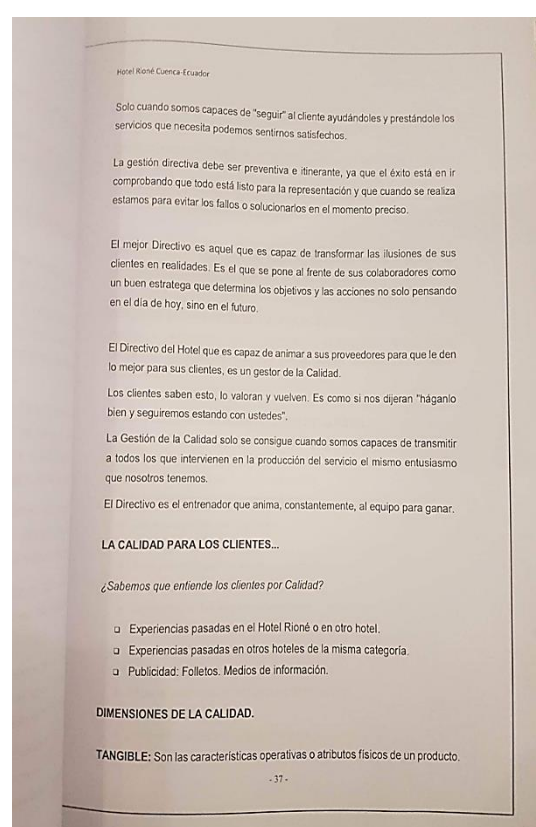 Hotel Rioné Cuenca-Ecuador
Solo cuando somos capaces de "seguir" al cliente ayudándoles y prestándole los
servicios que necesita podemos sentirnos satisfechos.
La gestión directiva debe ser preventiva e itinerante, ya que el éxito está en ir
comprobando que todo está listo para la representación y que cuando se realiza
estamos para evitar los fallos o solucionarlos en el momento preciso.
El mejor Directivo es aquel que es capaz de transformar las ilusiones de sus
clientes en realidades. Es el que se pone al frente de sus colaboradores como
un buen estratega que determina los objetivos y las acciones no solo pensando
en el día de hoy, sino en el futuro.
El Directivo del Hotel que es capaz de animar a sus proveedores para que le den
lo mejor para sus clientes, es un gestor de la Calidad.
Los clientes saben esto, lo valoran y vuelven. Es como si nos dijeran "háganlo
bien y seguiremos estando con ustedes".
La Gestión de la Calidad solo se consigue cuando somos capaces de transmitir
a todos los que intervienen en la producción del servicio el mismo entusiasmo
que nosotros tenemos.
El Directivo es el entrenador que anima, constantemente, al equipo para ganar.
LA CALIDAD PARA LOS CLIENTES...
¿Sabemos que entiende los clientes por Calidad?
❑ Experiencias pasadas en el Hotel Rioné o en otro hotel.
❑ Experiencias pasadas en otros hoteles de la misma categoría.
❑ Publicidad: Folletos. Medios de información.
DIMENSIONES DE LA CALIDAD.
TANGIBLE: Son las características operativas o atributos físicos de un producto.
- 37 -